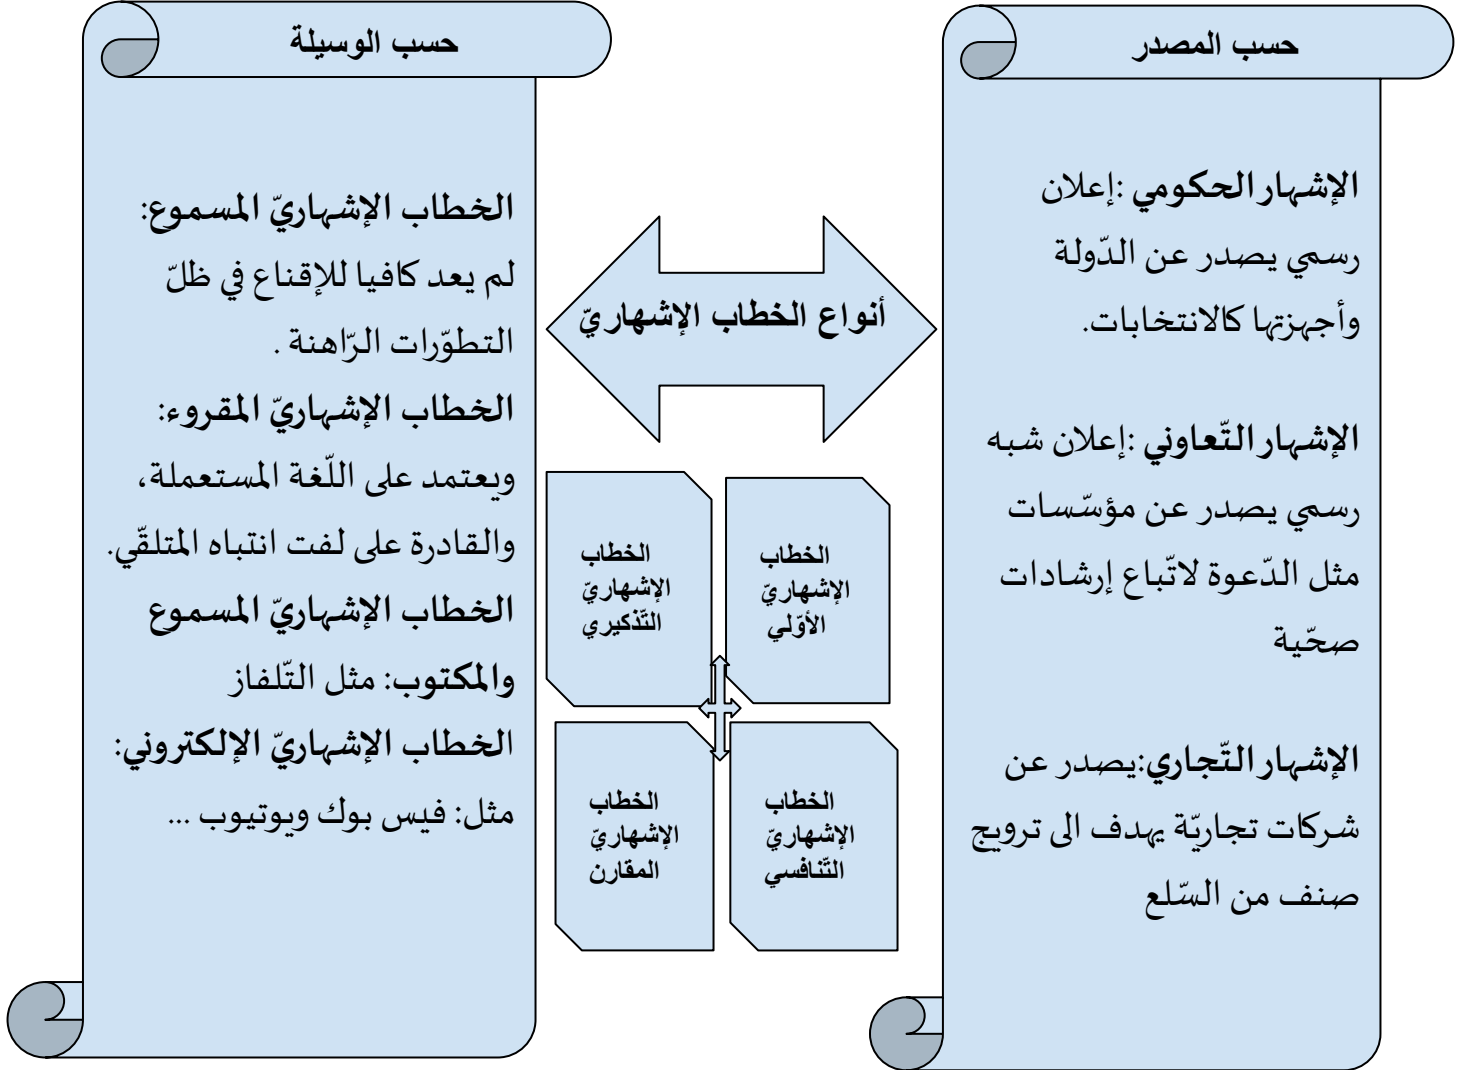 حسب المصدر
الإشهار الحكومي :إعلان
رسمي يصدر عن الدّولة
وأجهزتها كالانتخابات.
الإشهار التّعاوني :إعلان شبه
رسمي يصدر عن مؤسّسات
مثل الدّعوة لاتّباع إرشادات
صحّية
الإشهار التّجاري:يصدر عن
شركات تجاريّة يهدف الى ترويج
صنف من السّلع
أنواع الخطاب الإشهاريّ
الخطاب
الإشهاريّ
الأوّلي
الخطاب
الإشهاريّ
التّذكيري
الخطاب
الإشهاريّ
التّنافسي
الخطاب
الإشهاريّ
المقارن
حسب الوسيلة
الخطاب الإشهاريّ المسموع:
لم يعد كافيا للإقناع في ظلّ
التطوّرات الرّاهنة .
الخطاب الإشهاريّ المقروء:
ويعتمد على اللّغة المستعملة،
والقادرة على لفت انتباه المتلقّي.
الخطاب الإشهاريّ المسموع
والمكتوب: مثل التّلفاز
الخطاب الإشهاريّ الإلكتروني:
مثل: فيس بوك ويوتيوب ...